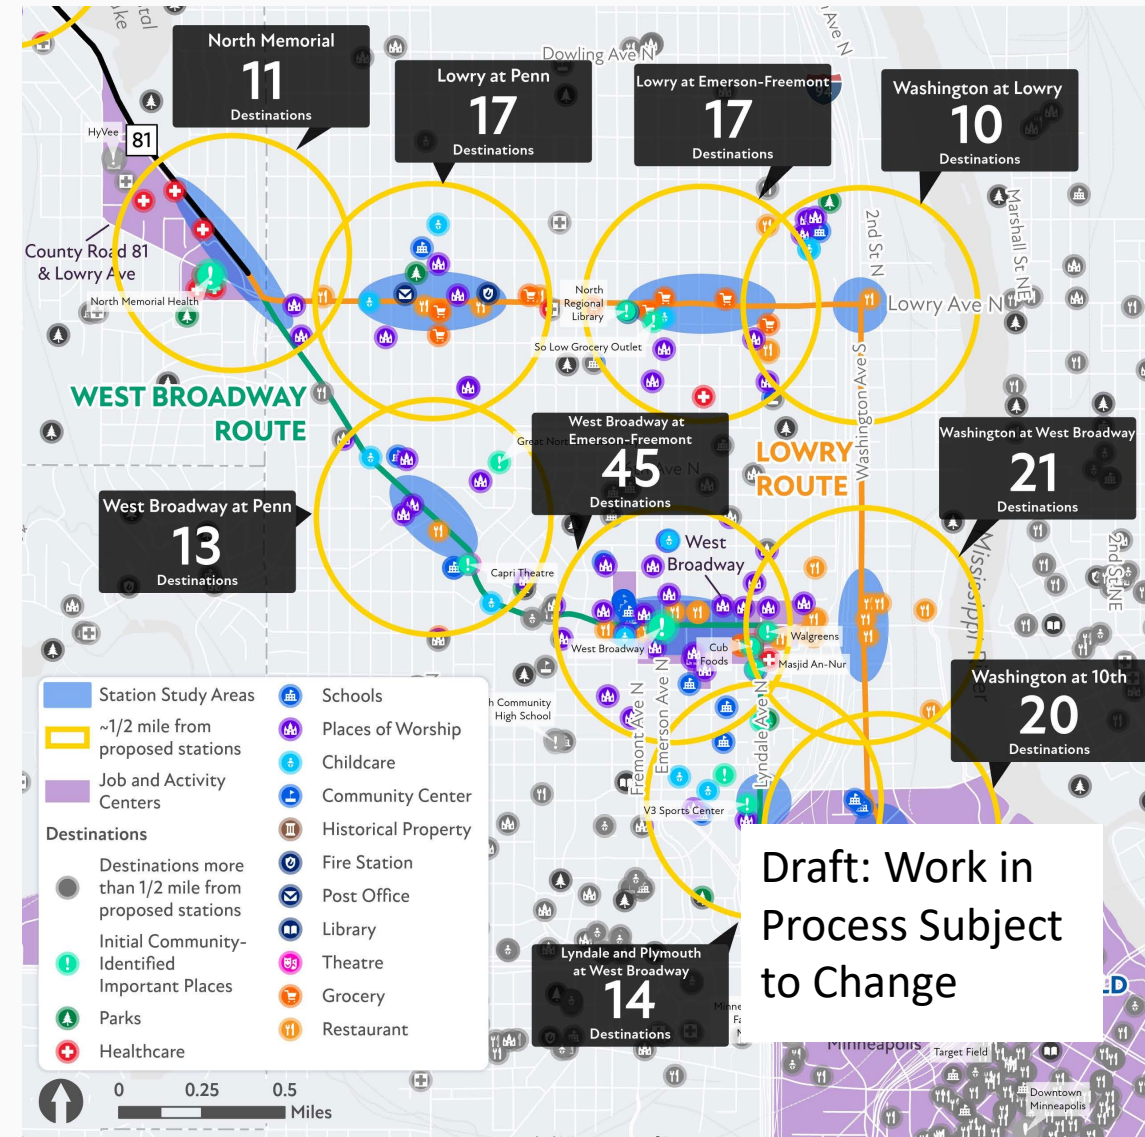 Dowling Ave N
North Memorial
11
Destinations
Lowry at Penn
17
Destinations
Lowry at Emerson-Freemont
17
Destinations
Washington at Lowry
10
Destinations
94
HyVee
81
County Road 81
& Lowry Ave
North Memorial Health
North
Regional
Library
So Low Grocery Outlet
2nd St N
Marshall St NE
Lowry Ave N
Washington Ave S
WEST BROADWAY
ROUTE
LOWRY
ROUTE
West Broadway at
Emerson-Freemont
45
Destinations
Washington at West Broadway
21
Destinations
West Broadway at Penn
13
Destinations
Capri Theatre
West
Broadway
West Broadway
Cub
Foods
Walgreens
Masjid An-Nur
2nd St NE
Fremont Ave N
Emerson Ave N
Lyndale Ave N
Washington at 10th
20
Destinations
Community
High School
V3 Sports Center
Lyndale and Plymouth
at West Broadway
14
Destinations
Draft: Work in
Process Subject
to Change
Minneapolis
Target Field
Downtown
Minneapolis
Station Study Areas
~1/2 mile from
proposed stations
Job and Activity
Centers
Destinations
Destinations more
than 1/2 mile from
proposed stations
Initial Community-
Identified
Important Places
Parks
Healthcare
Schools
Places of Worship
Childcare
Community Center
Historical Property
Fire Station
Post Office
Library
Theatre
Grocery
Restaurant
0 0.25 0.5
Miles